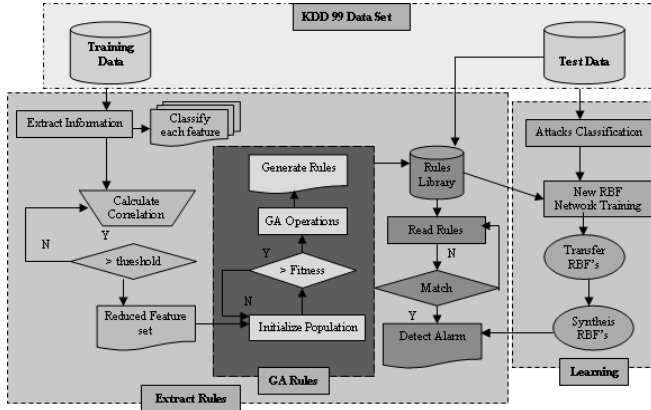 KDD 99 Data Set
Training
Data
Test Data
Extract Information
Classify
each feature
Attacks Classification
Generate Rules
Rules
Library
Calculate
Correlation
New RBF
Network Training
GA Operations
Read Rules
N
Y
Y
N
> threshold
> Fitness
Transfer
RBF's
N
Match
Reduced Feature
set
Initialize Population
Y
Detect Alarm
Syntheis
RBF's
GA Rules
Learning
Extract Rules